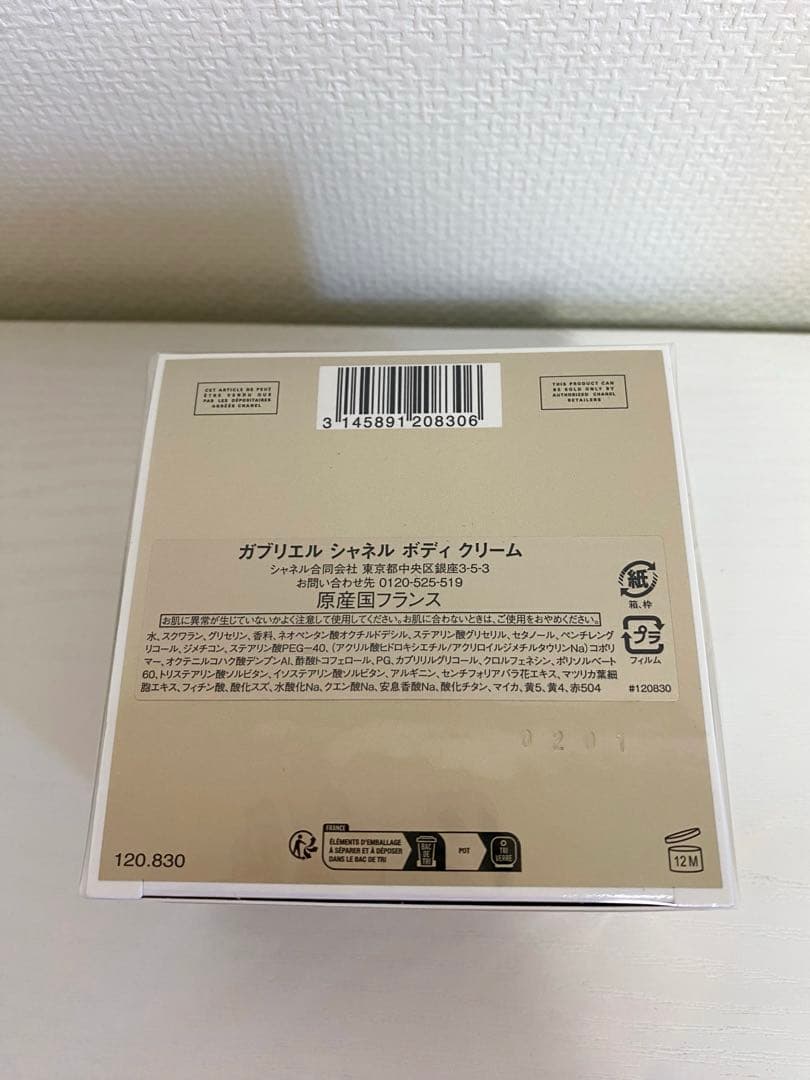 CET ARTICLE NE PEUT
ÊTRE VENDU QUE
PAR LES DÉPOSITAIRES
AGRÉÉS CHANEL
3 145891 208306
THIS PRODUCT CAN
BE SOLD ONLY BY
AUTHORIZED CHANEL
RETAILERS
ガブリエル シャネル ボディ クリーム
シャネル合同会社 東京都中央区銀座3-5-3
お問い合わせ先 0120-525-519
原産国フランス
お肌に異常が生じていないかよく注意して使用してください。お肌に合わないときは、ご使用をおやめください。
水、スクワラン、グリセリン、香料、ネオペンタン酸オクチルドデシル、ステアリン酸グリセリル、セタノール、ペンチレング
リコール、ジメチコン、ステアリン酸PEG-40、(アクリル酸ヒドロキシエチル/アクリロイルジメチルタウリンNa)コポリ
マー、オクテニルコハク酸デンプンAl、酢酸トコフェロール、PG、カプリリルグリコール、クロルフェネシン、ポリソルベート
60、トリステアリン酸ソルビタン、イソステアリン酸ソルビタン、アルギニン、センチフォリアバラ花エキス、マツリカ葉細
胞エキス、フィチン酸、酸化スズ、水酸化Na、クエン酸Na、安息香酸Na、酸化チタン、マイカ、黄5、黄4、赤504
紙
箱、枠
プラ
フィルム
#120830
0201
120.830
FRANCE
ÉLÉMENTS D'EMBALLAGE
À SÉPARER ET À DÉPOSER
DANS LE BAC DE TRI
BAC
DE TRI
POT
TRI
VERRE
12 M